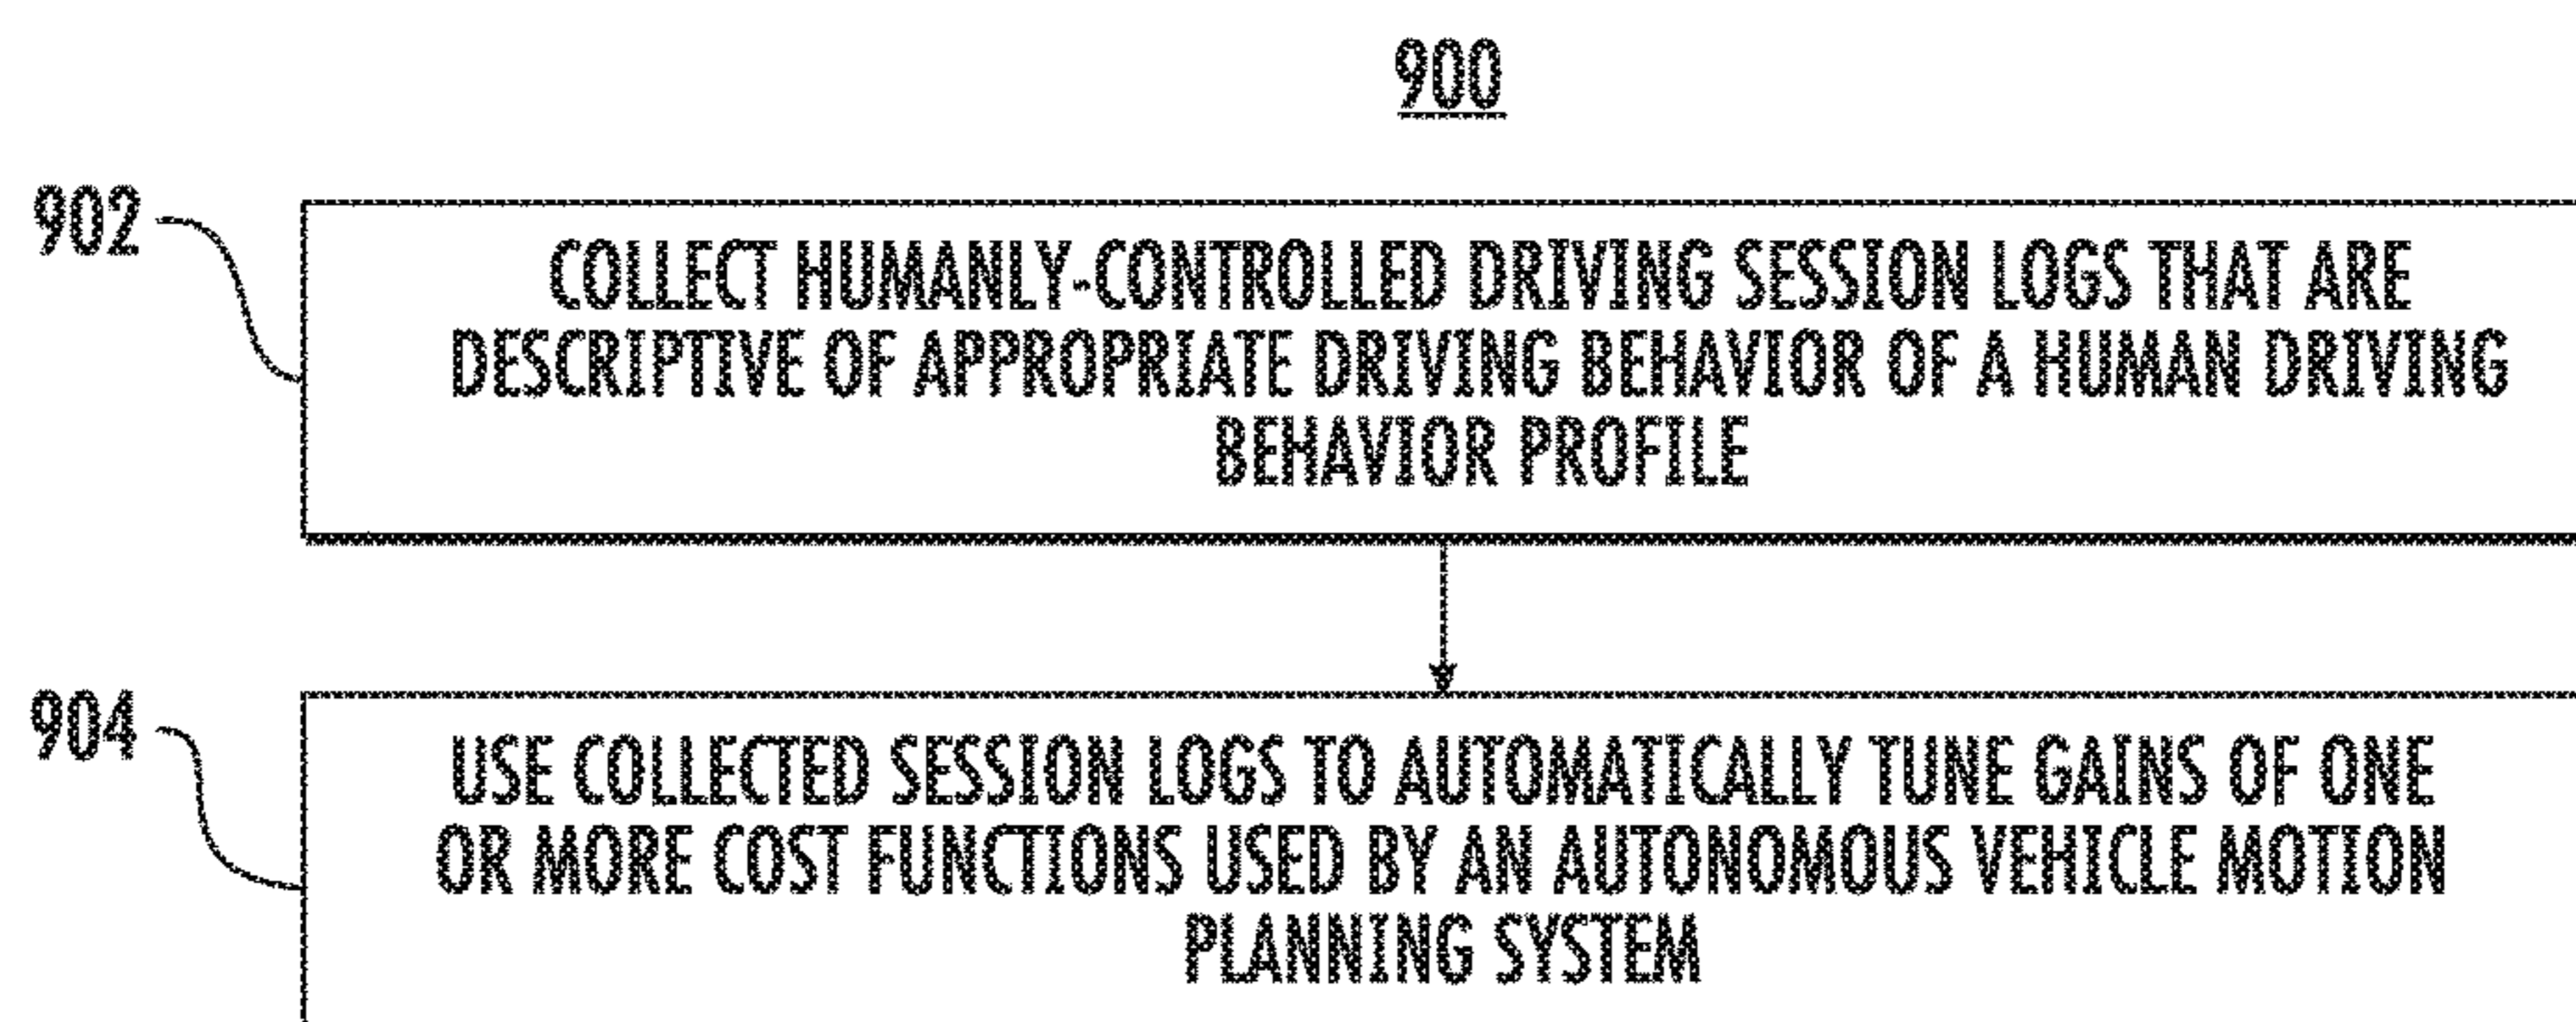 900
902
COLLECT HUMANLY-CONTROLLED DRIVING SESSION LOGS THAT ARE
DESCRIPTIVE OF APPROPRIATE DRIVING BEHAVIOR OF A HUMAN DRIVING
BEHAVIOR PROFILE
904
USE COLLECTED SESSION LOGS TO AUTOMATICALLY TUNE GAINS OF ONE
OR MORE COST FUNCTIONS USED BY AN AUTONOMOUS VEHICLE MOTION
PLANNING SYSTEM